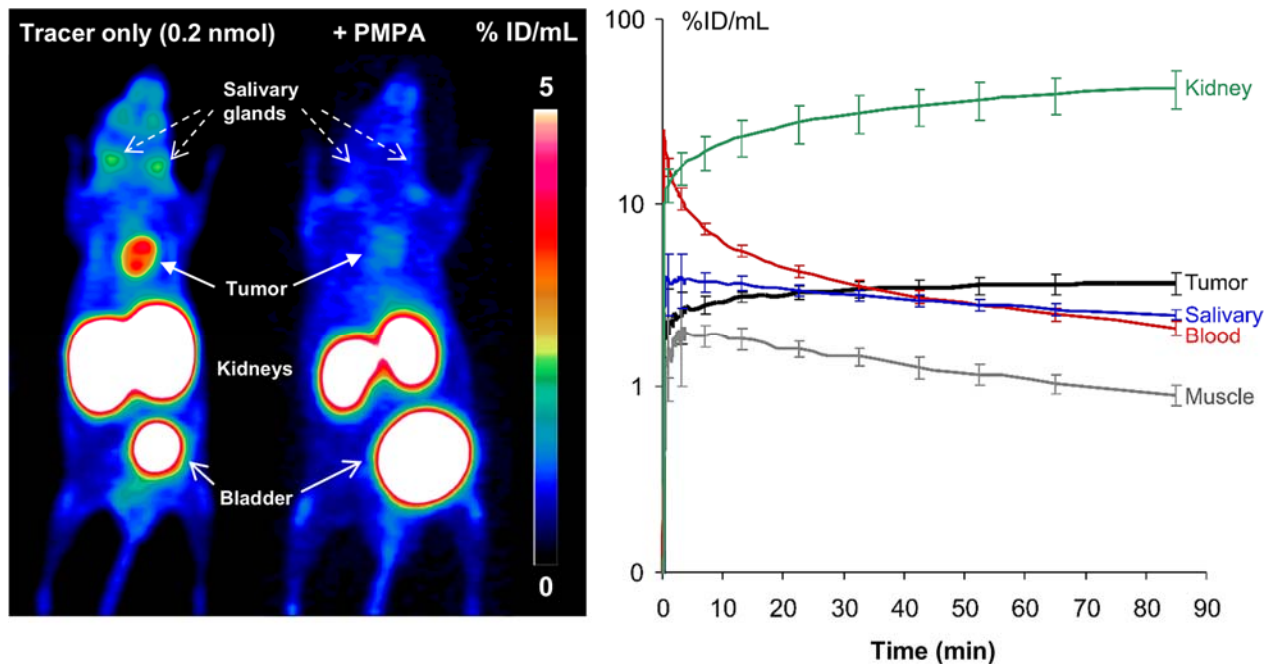 Tracer only (0.2 nmol) + PMPA % ID/mL
5
Salivary
glands
Tumor
Kidneys
Bladder
0
%ID/mL
100
10
1
0
Kidney
Tumor
Salivary
Blood
Muscle
0 10 20 30 40 50 60 70 80 90
Time (min)